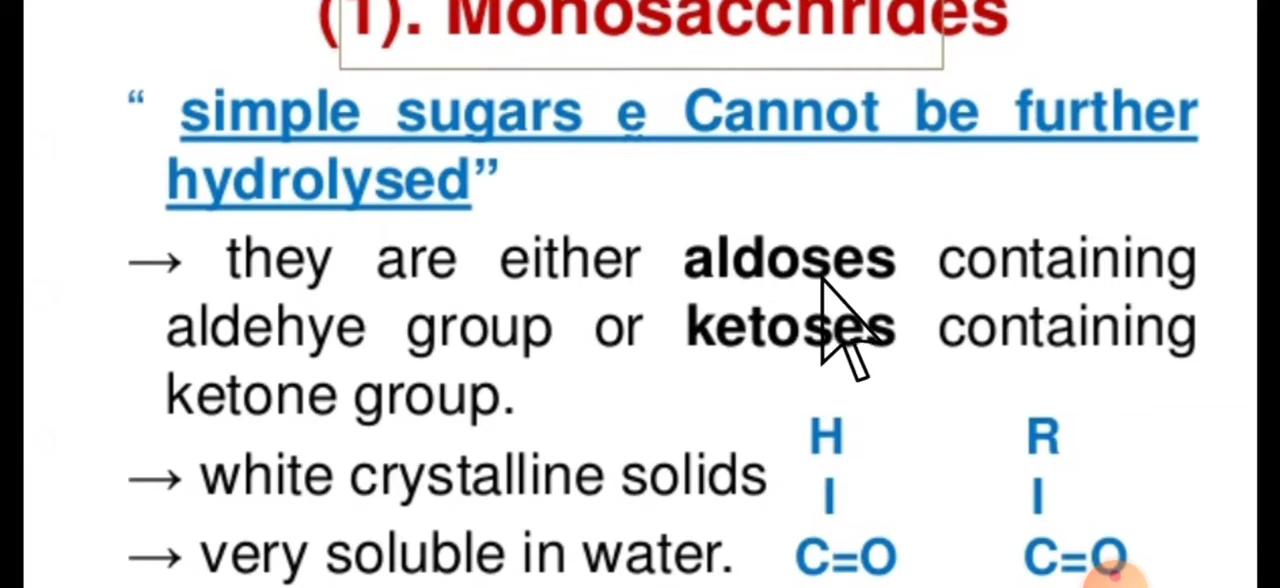 (1). Monosacchrides
“ simple sugars e Cannot be further
hydrolysed”
→ they are either aldoses containing
aldehye group or ketoses containing
ketone group.
H R
→ white crystalline solids
I I
→ very soluble in water. C=O C=O